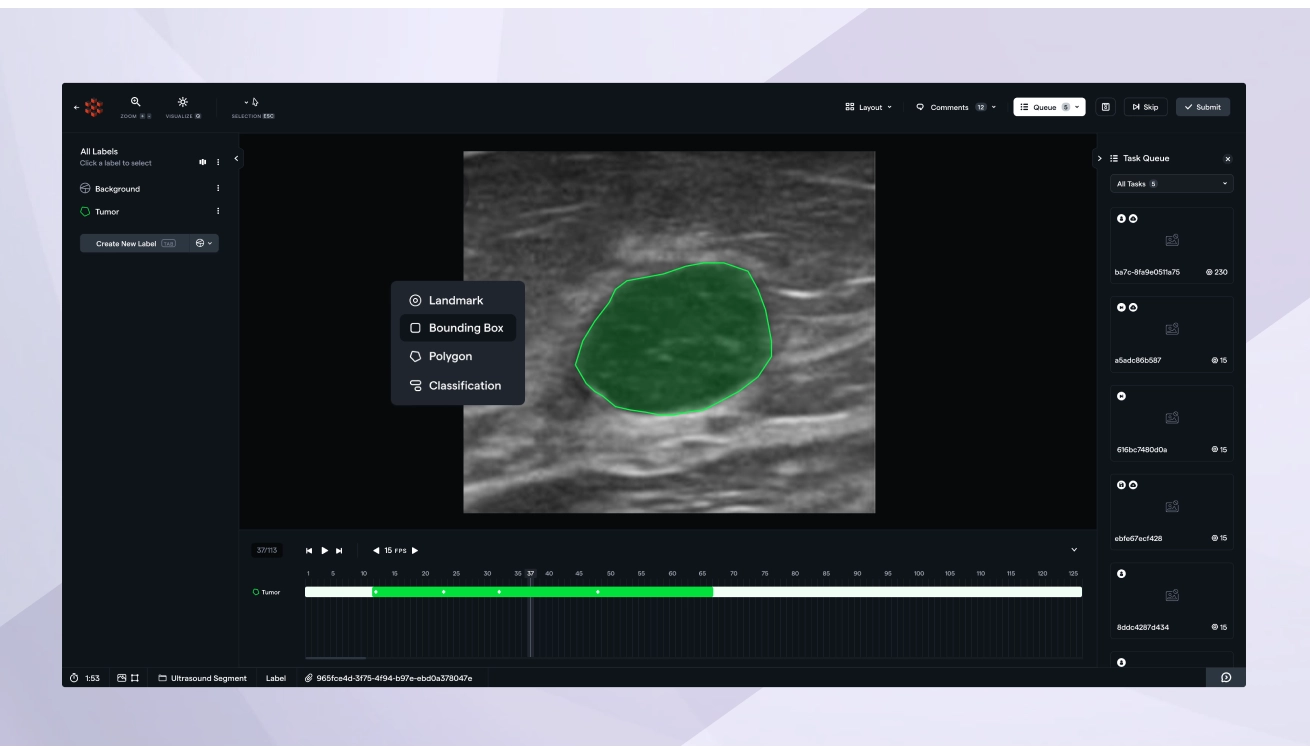 Layout
Comments 12
Queue 5
Skip
Submit
ZOOM
VISUALIZE
SELECTION ESC
All Labels
Click a label to select
Background
Tumor
Create New Label TAB
Landmark
Bounding Box
Polygon
Classification
Task Queue
All Tasks 5
ba7c-8fa9e0511a75 230
a5adc86b587 15
616bc7480d0a 15
ebfe67ecf428 15
8ddc4287d434 15
37/113
15 FPS
1 5 10 15 20 25 30 35 37 40 45 50 55 60 65 70 75 80 85 90 95 100 105 110 115 120 125
Tumor
1:53
Ultrasound Segment
Label
965fce4d-3f75-4f94-b97e-ebd0a378047e